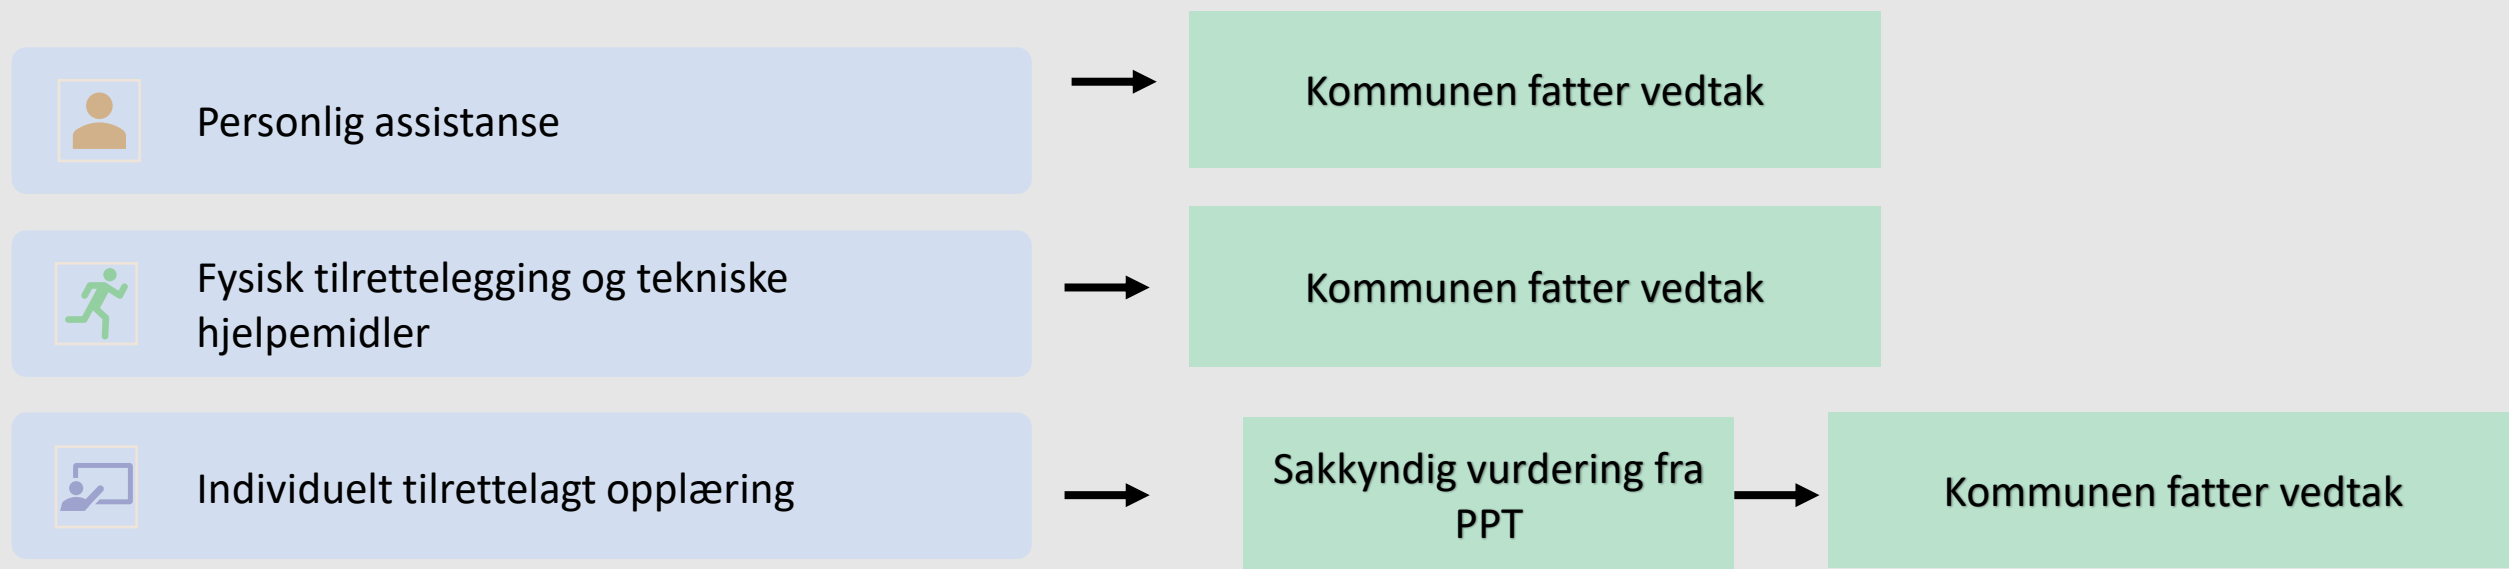 Personlig assistanse
Kommunen fatter vedtak
Fysisk tilrettelegging og tekniske
hjelpemidler
Kommunen fatter vedtak
Individuelt tilrettelagt opplæring
Sakkyndig vurdering fra
PPT
Kommunen fatter vedtak